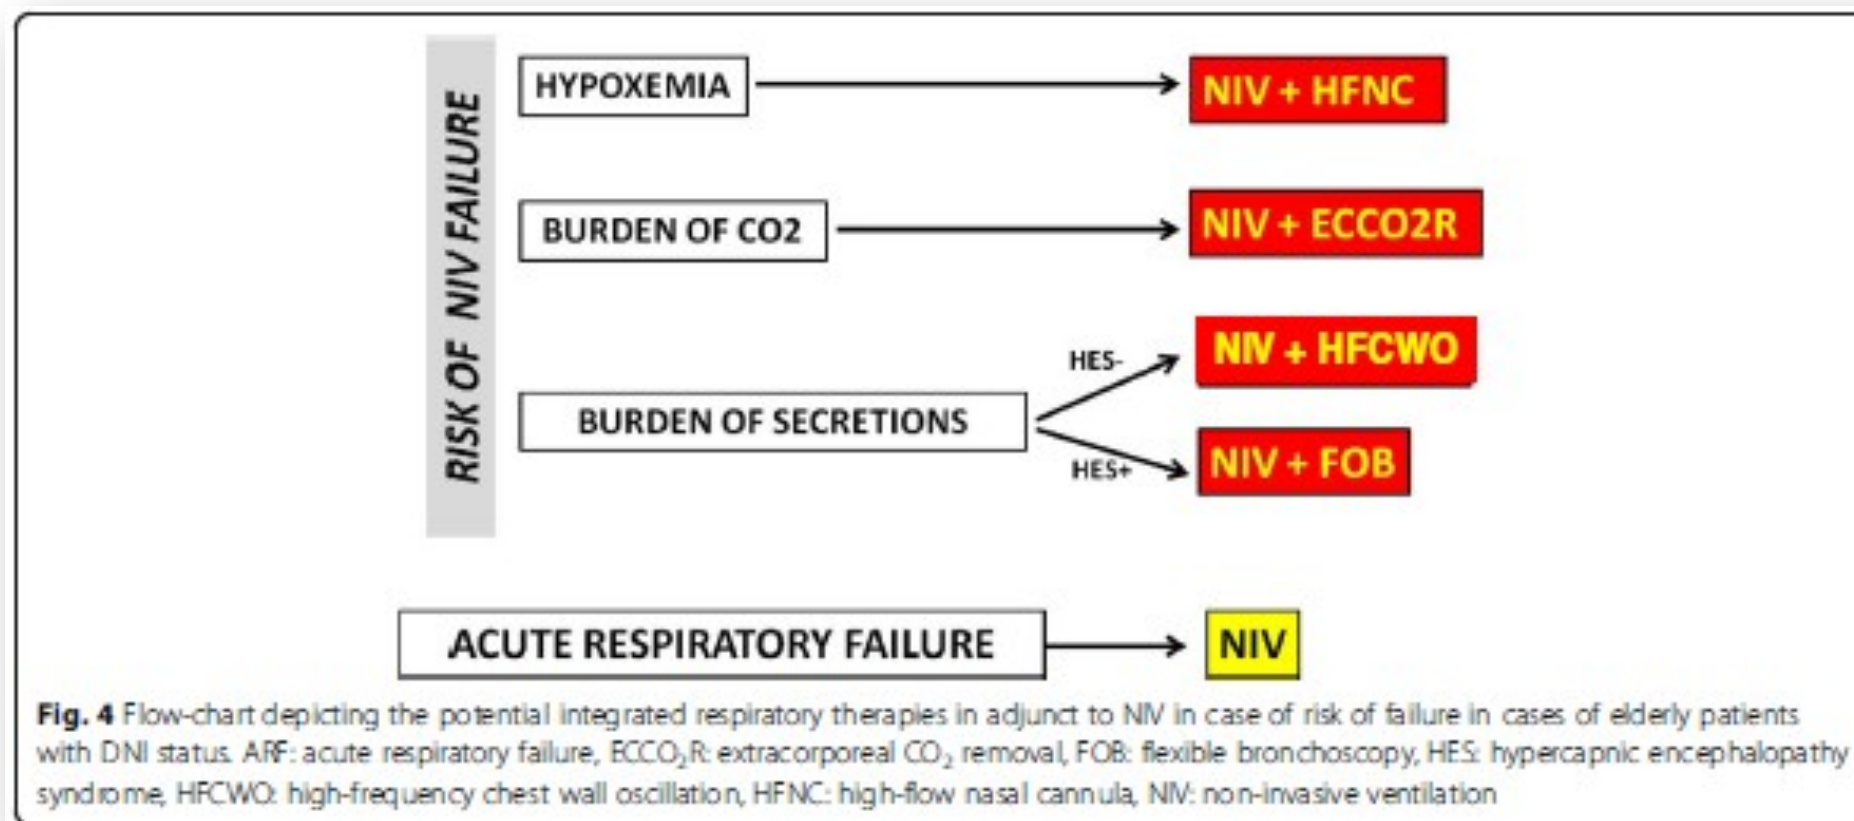 RISK OF NIV FAILURE
HYPOXEMIA
NIV + HFNC
BURDEN OF CO2
NIV + ECCO2R
BURDEN OF SECRETIONS
HES-
NIV + HFCWO
HES+
NIV + FOB
ACUTE RESPIRATORY FAILURE
NIV
Fig. 4 Flow-chart depicting the potential integrated respiratory therapies in adjunct to NIV in case of risk of failure in cases of elderly patients
with DNI status. ARF: acute respiratory failure, ECCO₂R: extracorporeal CO₂ removal, FOB: flexible bronchoscopy, HES: hypercapnic encephalopathy
syndrome, HFCWO: high-frequency chest wall oscillation, HFNC: high-flow nasal cannula, NIV: non-invasive ventilation